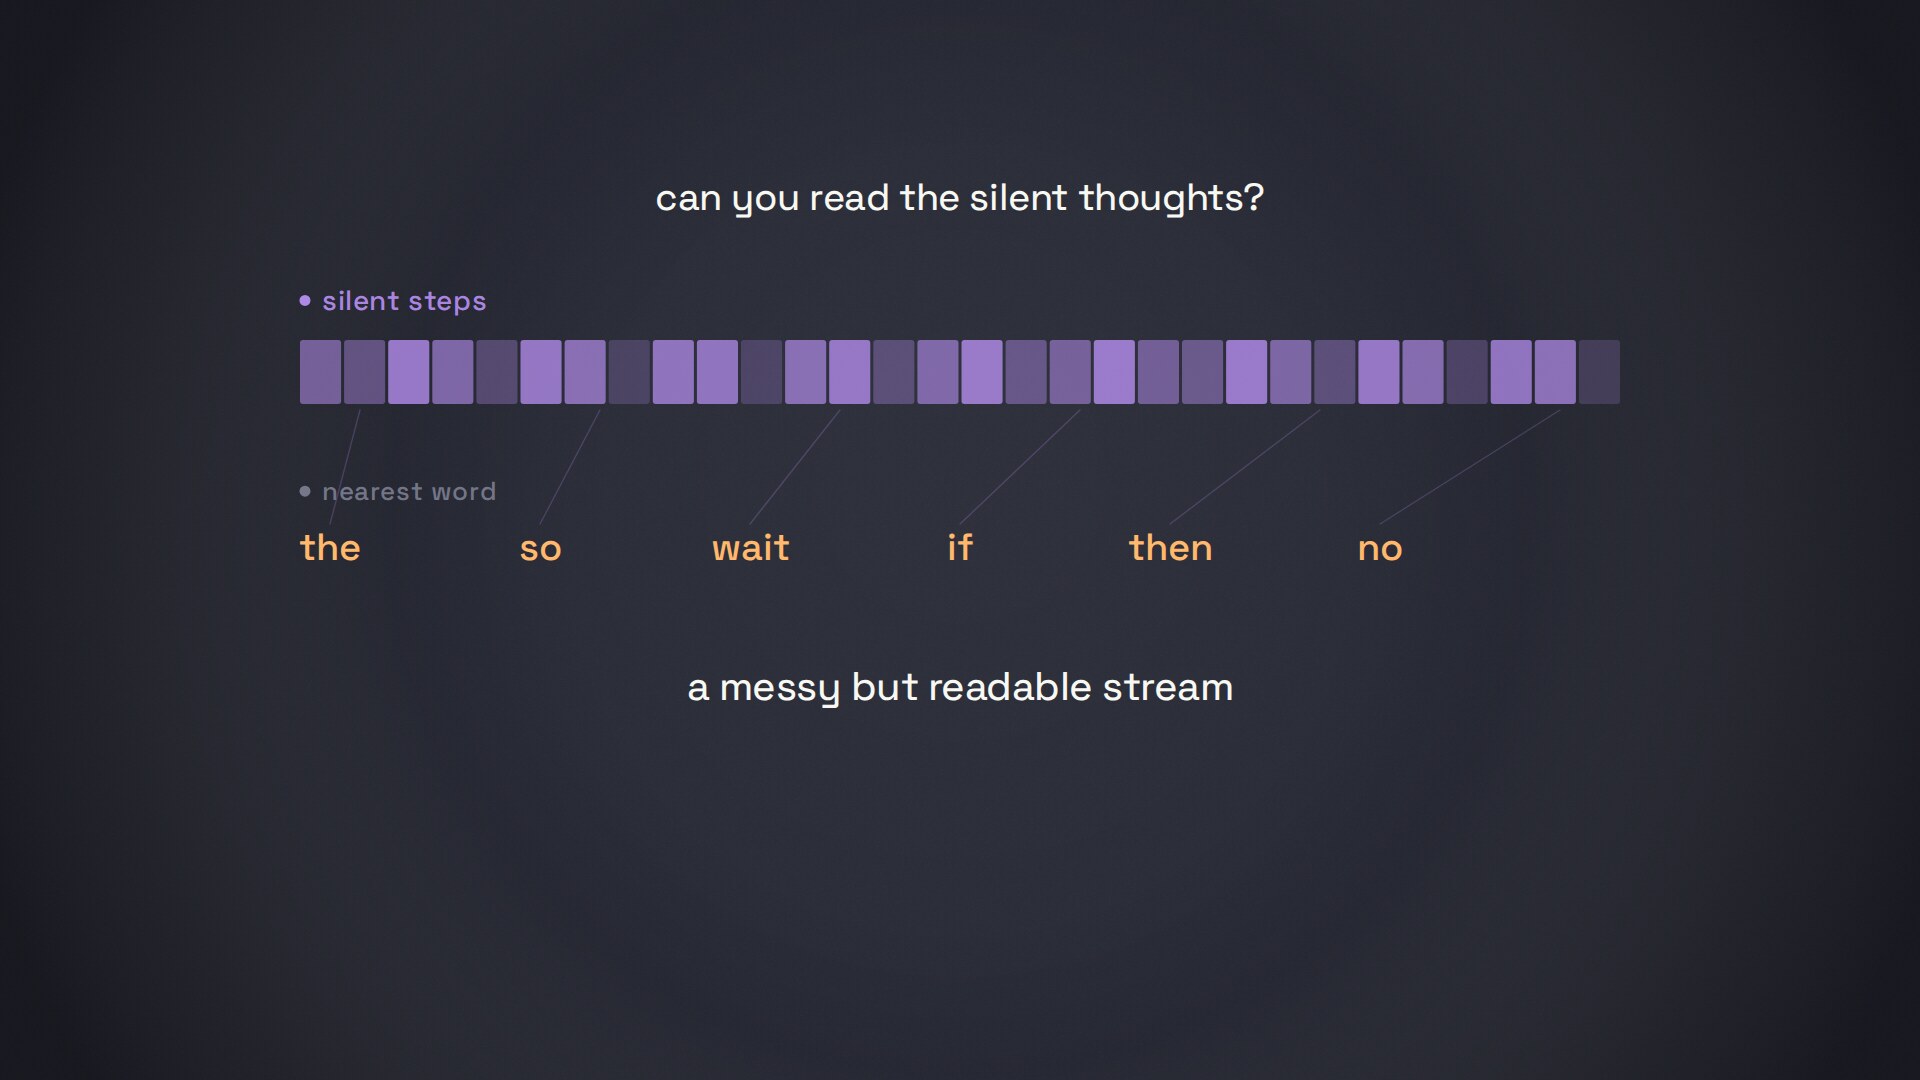 can you read the silent thoughts?
silent steps
nearest word
the so wait if then no
a messy but readable stream